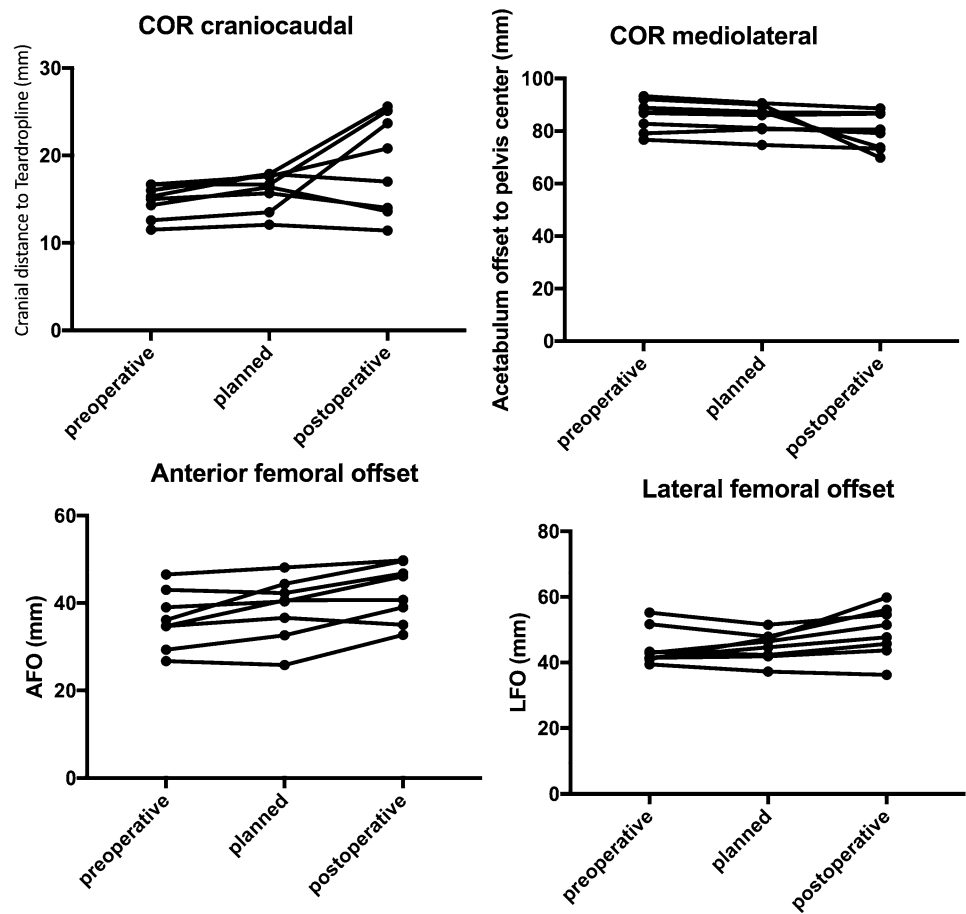 COR craniocaudal
Cranial distance to Teardropline (mm)
30
20
10
0
preoperative
planned
postoperative
COR mediolateral
Acetabulum offset to pelvis center (mm)
100
80
60
40
20
0
preoperative
planned
postoperative
Anterior femoral offset
AFO (mm)
60
40
20
0
preoperative
planned
postoperative
Lateral femoral offset
LFO (mm)
80
60
40
20
0
preoperative
planned
postoperative